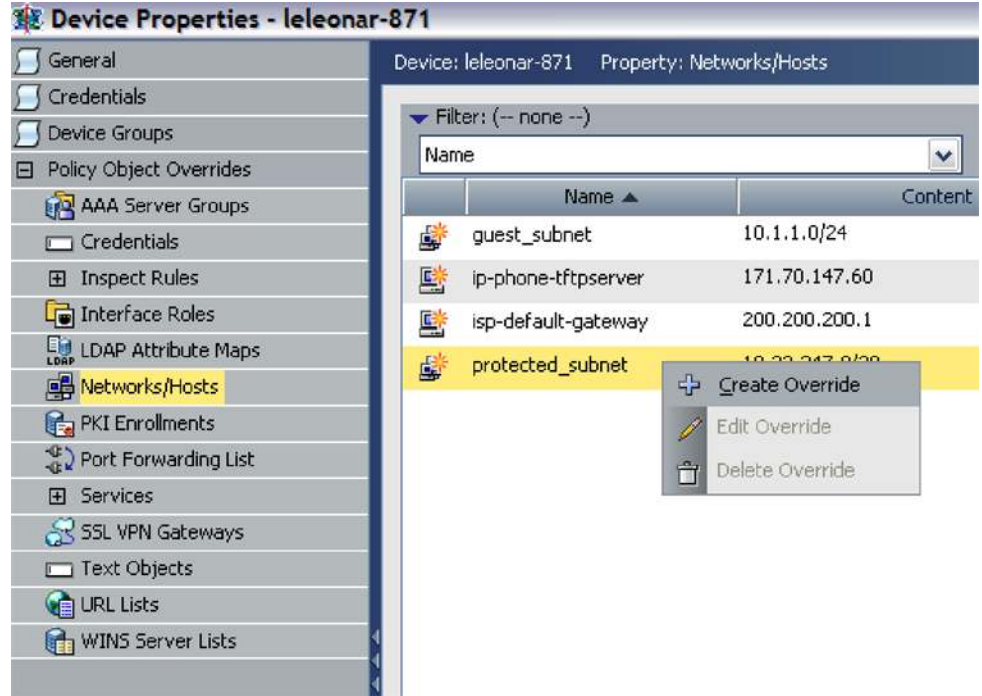 Device Properties - leleonar-871
General
Credentials
Device Groups
Policy Object Overrides
AAA Server Groups
Credentials
Inspect Rules
Interface Roles
LDAP LDAP Attribute Maps
Networks/Hosts
PKI Enrollments
Port Forwarding List
Services
SSL VPN Gateways
Text Objects
URL Lists
WINS Server Lists
Device: leleonar-871 Property: Networks/Hosts
Filter: (-- none --)
Name
Name Content
guest_subnet 10.1.1.0/24
ip-phone-tftpserver 171.70.147.60
isp-default-gateway 200.200.200.1
protected_subnet
Create Override
Edit Override
Delete Override